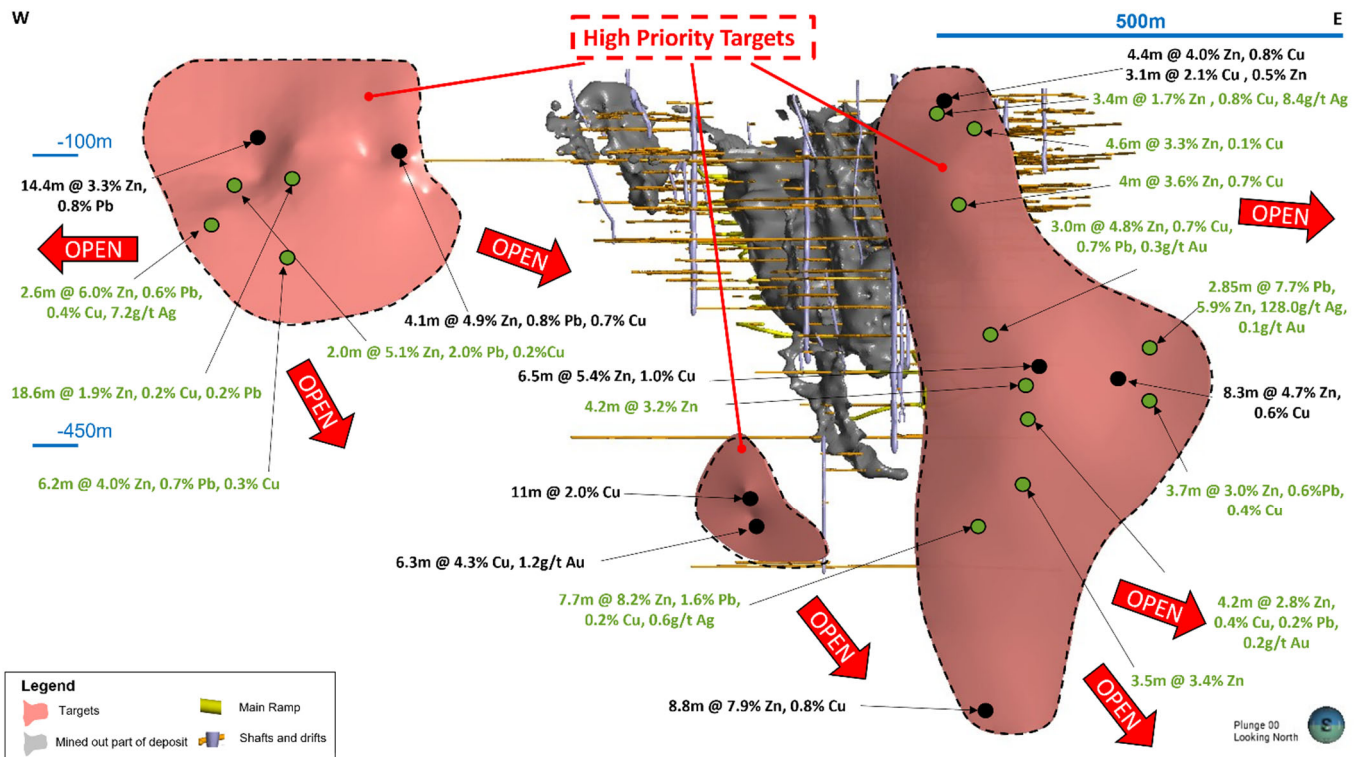 W
E
500m
High Priority Targets
4.4m @ 4.0% Zn, 0.8% Cu
3.1m @ 2.1% Cu , 0.5% Zn
3.4m @ 1.7% Zn , 0.8% Cu, 8.4g/t Ag
4.6m @ 3.3% Zn, 0.1% Cu
4m @ 3.6% Zn, 0.7% Cu
OPEN
3.0m @ 4.8% Zn, 0.7% Cu,
0.7% Pb, 0.3g/t Au
2.85m @ 7.7% Pb,
5.9% Zn, 128.0g/t Ag,
0.1g/t Au
-100m
14.4m @ 3.3% Zn,
0.8% Pb
OPEN
OPEN
2.6m @ 6.0% Zn, 0.6% Pb,
0.4% Cu, 7.2g/t Ag
4.1m @ 4.9% Zn, 0.8% Pb, 0.7% Cu
2.0m @ 5.1% Zn, 2.0% Pb, 0.2%Cu
18.6m @ 1.9% Zn, 0.2% Cu, 0.2% Pb
OPEN
-450m
6.2m @ 4.0% Zn, 0.7% Pb, 0.3% Cu
6.5m @ 5.4% Zn, 1.0% Cu
4.2m @ 3.2% Zn
8.3m @ 4.7% Zn,
0.6% Cu
11m @ 2.0% Cu
3.7m @ 3.0% Zn, 0.6%Pb,
0.4% Cu
6.3m @ 4.3% Cu, 1.2g/t Au
7.7m @ 8.2% Zn, 1.6% Pb,
0.2% Cu, 0.6g/t Ag
OPEN
OPEN
4.2m @ 2.8% Zn,
0.4% Cu, 0.2% Pb,
0.2g/t Au
3.5m @ 3.4% Zn
OPEN
8.8m @ 7.9% Zn, 0.8% Cu
Legend
Targets
Main Ramp
Mined out part of deposit
Shafts and drifts
Plunge 00
Looking North
S